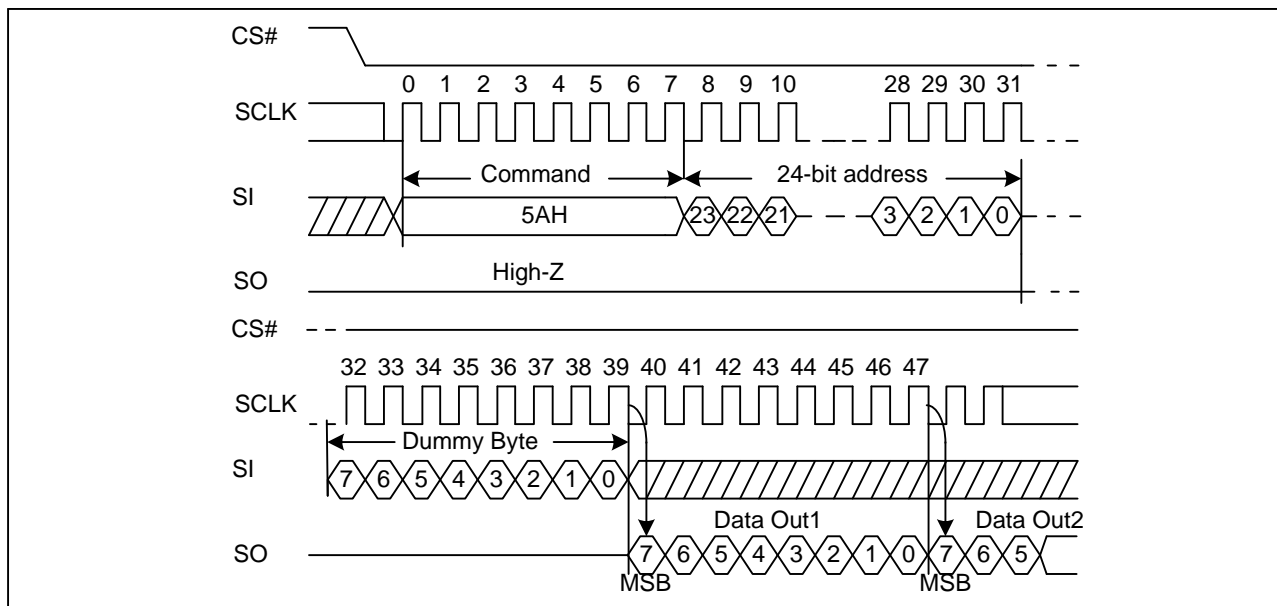 CS#
0 1 2 3 4 5 6 7 8 9 10 28 29 30 31
SCLK
Command 24-bit address
SI
5AH 23 22 21 3 2 1 0
High-Z
SO
CS#
32 33 34 35 36 37 38 39 40 41 42 43 44 45 46 47
SCLK
Dummy Byte
SI
7 6 5 4 3 2 1 0
Data Out1 Data Out2
SO
7 6 5 4 3 2 1 0 7 6 5
MSB MSB